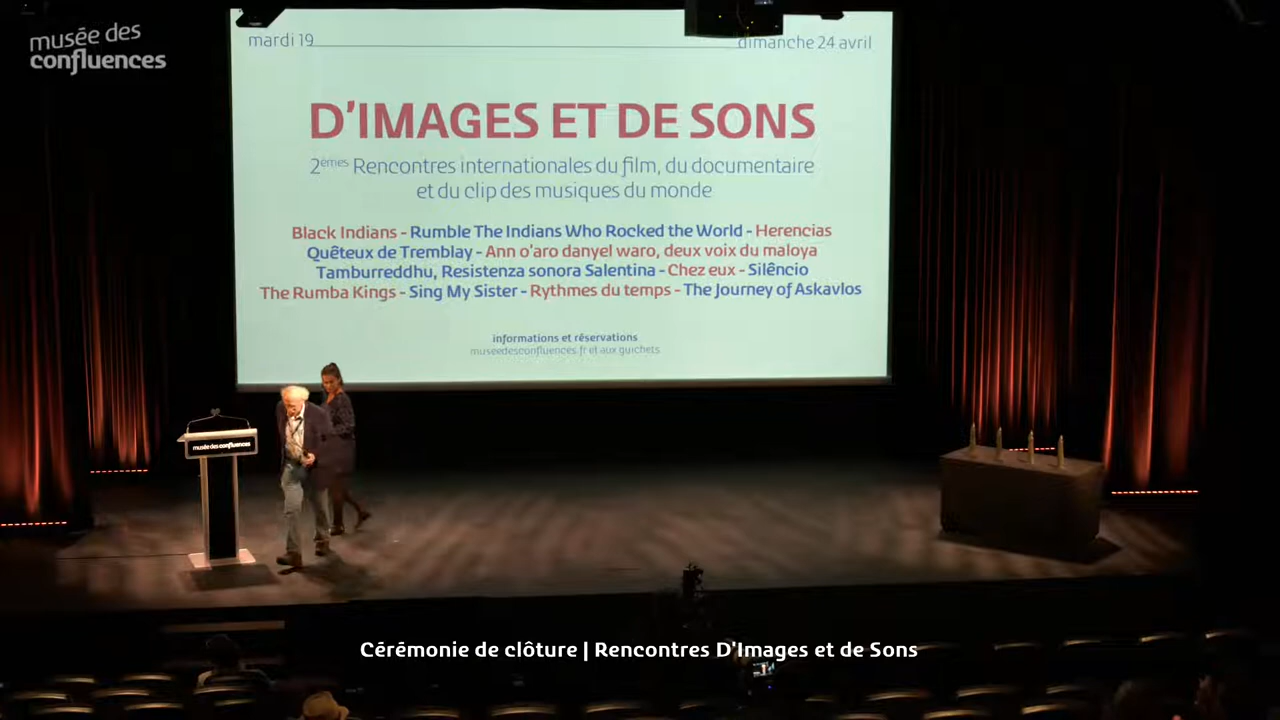 musée des
confluences
mardi 19 dimanche 24 avril
D'IMAGES ET DE SONS
2èmes Rencontres internationales du film, du documentaire
et du clip des musiques du monde
Black Indians - Rumble The Indians Who Rocked the World - Herencias
Quêteux de Tremblay - Ann o'aro danyel waro, deux voix du maloya
Tamburreddhu, Resistenza sonora Salentina - Chez eux - Silêncio
The Rumba Kings - Sing My Sister - Rythmes du temps - The Journey of Askavlos
informations et réservations
museedesconfluences.fr et aux guichets
musée des confluences
Cérémonie de clôture | Rencontres D'Images et de Sons